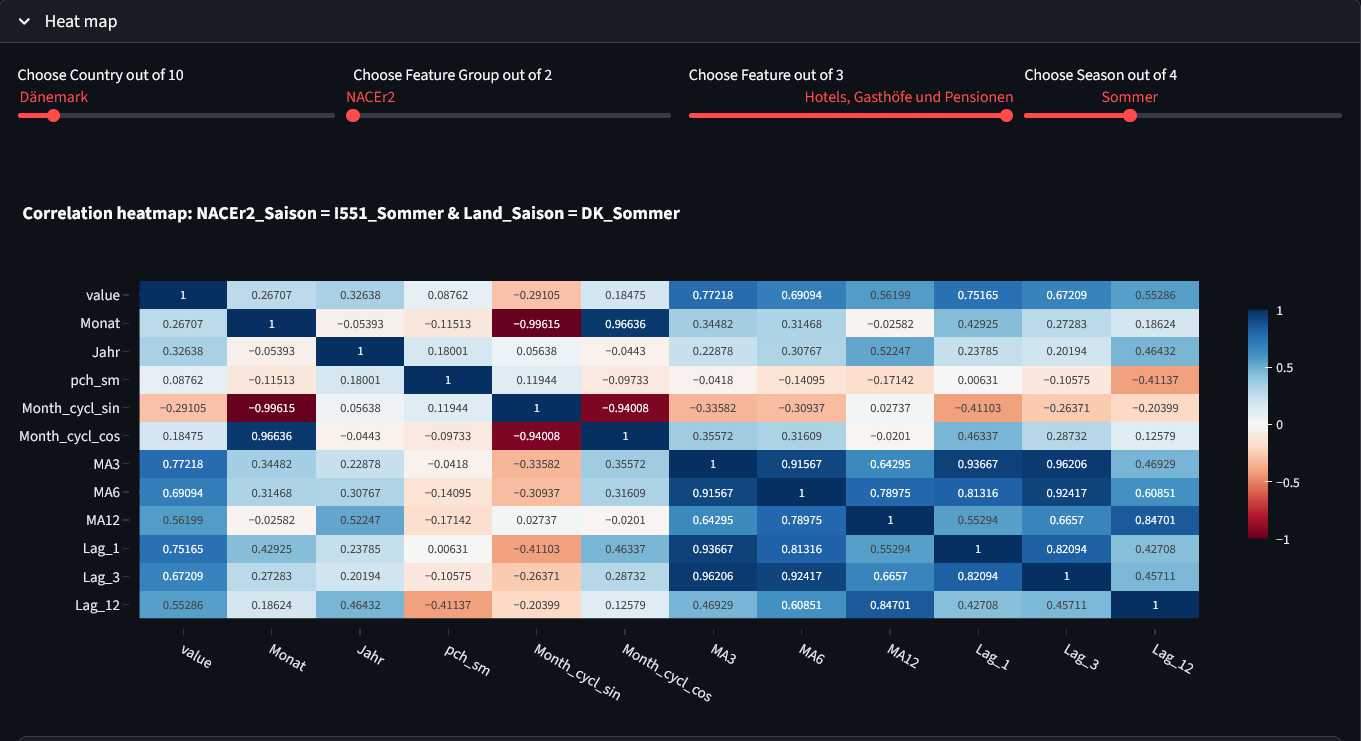 Heat map
Choose Country out of 10 Choose Feature Group out of 2 Choose Feature out of 3 Choose Season out of 4
Dänemark NACEr2 Hotels, Gasthöfe und Pensionen Sommer
Correlation heatmap: NACEr2_Saison = I551_Sommer & Land_Saison = DK_Sommer
value 1 0.26707 0.32638 0.08762 −0.29105 0.18475 0.77218 0.69094 0.56199 0.75165 0.67209 0.55286
Monat 0.26707 1 −0.05393 −0.11513 −0.99615 0.96636 0.34482 0.31468 −0.02582 0.42925 0.27283 0.18624
Jahr 0.32638 −0.05393 1 0.18001 0.05638 −0.0443 0.22878 0.30767 0.52247 0.23785 0.20194 0.46432
pch_sm 0.08762 −0.11513 0.18001 1 0.11944 −0.09733 −0.0418 −0.14095 −0.17142 0.00631 −0.10575 −0.41137
Month_cycl_sin −0.29105 −0.99615 0.05638 0.11944 1 −0.94008 −0.33582 −0.30937 0.02737 −0.41103 −0.26371 −0.20399
Month_cycl_cos 0.18475 0.96636 −0.0443 −0.09733 −0.94008 1 0.35572 0.31609 −0.0201 0.46337 0.28732 0.12579
MA3 0.77218 0.34482 0.22878 −0.0418 −0.33582 0.35572 1 0.91567 0.64295 0.93667 0.96206 0.46929
MA6 0.69094 0.31468 0.30767 −0.14095 −0.30937 0.31609 0.91567 1 0.78975 0.81316 0.92417 0.60851
MA12 0.56199 −0.02582 0.52247 −0.17142 0.02737 −0.0201 0.64295 0.78975 1 0.55294 0.6657 0.84701
Lag_1 0.75165 0.42925 0.23785 0.00631 −0.41103 0.46337 0.93667 0.81316 0.55294 1 0.82094 0.42708
Lag_3 0.67209 0.27283 0.20194 −0.10575 −0.26371 0.28732 0.96206 0.92417 0.6657 0.82094 1 0.45711
Lag_12 0.55286 0.18624 0.46432 −0.41137 −0.20399 0.12579 0.46929 0.60851 0.84701 0.42708 0.45711 1
value Monat Jahr pch_sm Month_cycl_sin Month_cycl_cos MA3 MA6 MA12 Lag_1 Lag_3 Lag_12
1
0.5
0
−0.5
−1